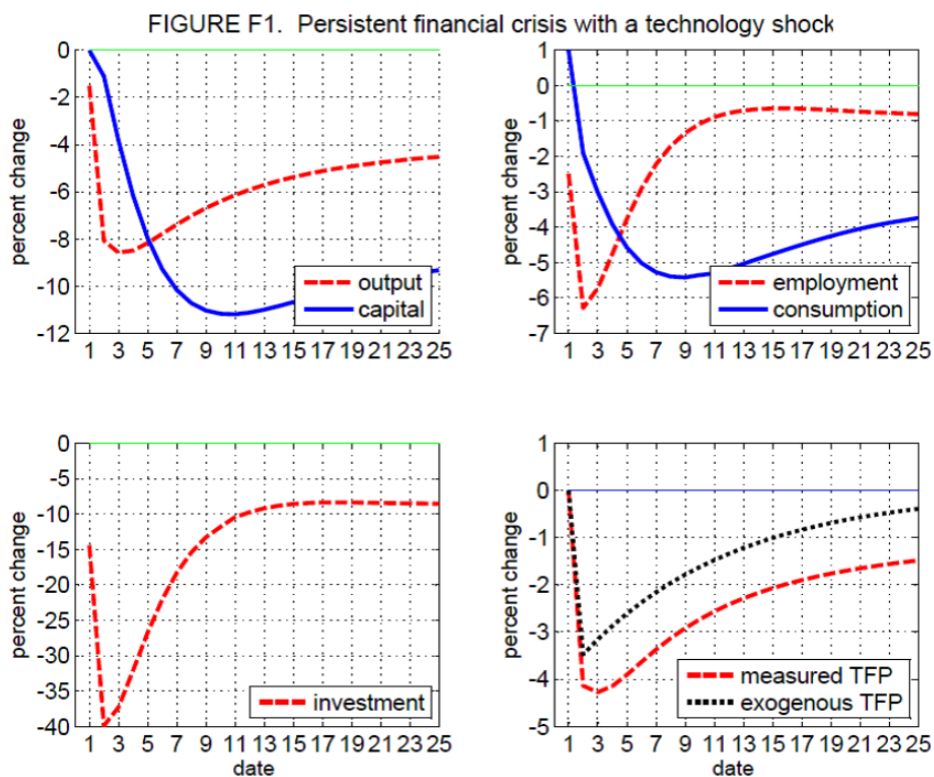 FIGURE F1. Persistent financial crisis with a technology shock
0
-2
-4
-6
-8
-10
-12
percent change
output
capital
1 3 5 7 9 11 13 15 17 19 21 23 25
1
0
-1
-2
-3
-4
-5
-6
-7
percent change
employment
consumption
1 3 5 7 9 11 13 15 17 19 21 23 25
0
-5
-10
-15
-20
-25
-30
-35
-40
percent change
investment
1 3 5 7 9 11 13 15 17 19 21 23 25
date
1
0
-1
-2
-3
-4
-5
percent change
measured TFP
exogenous TFP
1 3 5 7 9 11 13 15 17 19 21 23 25
date